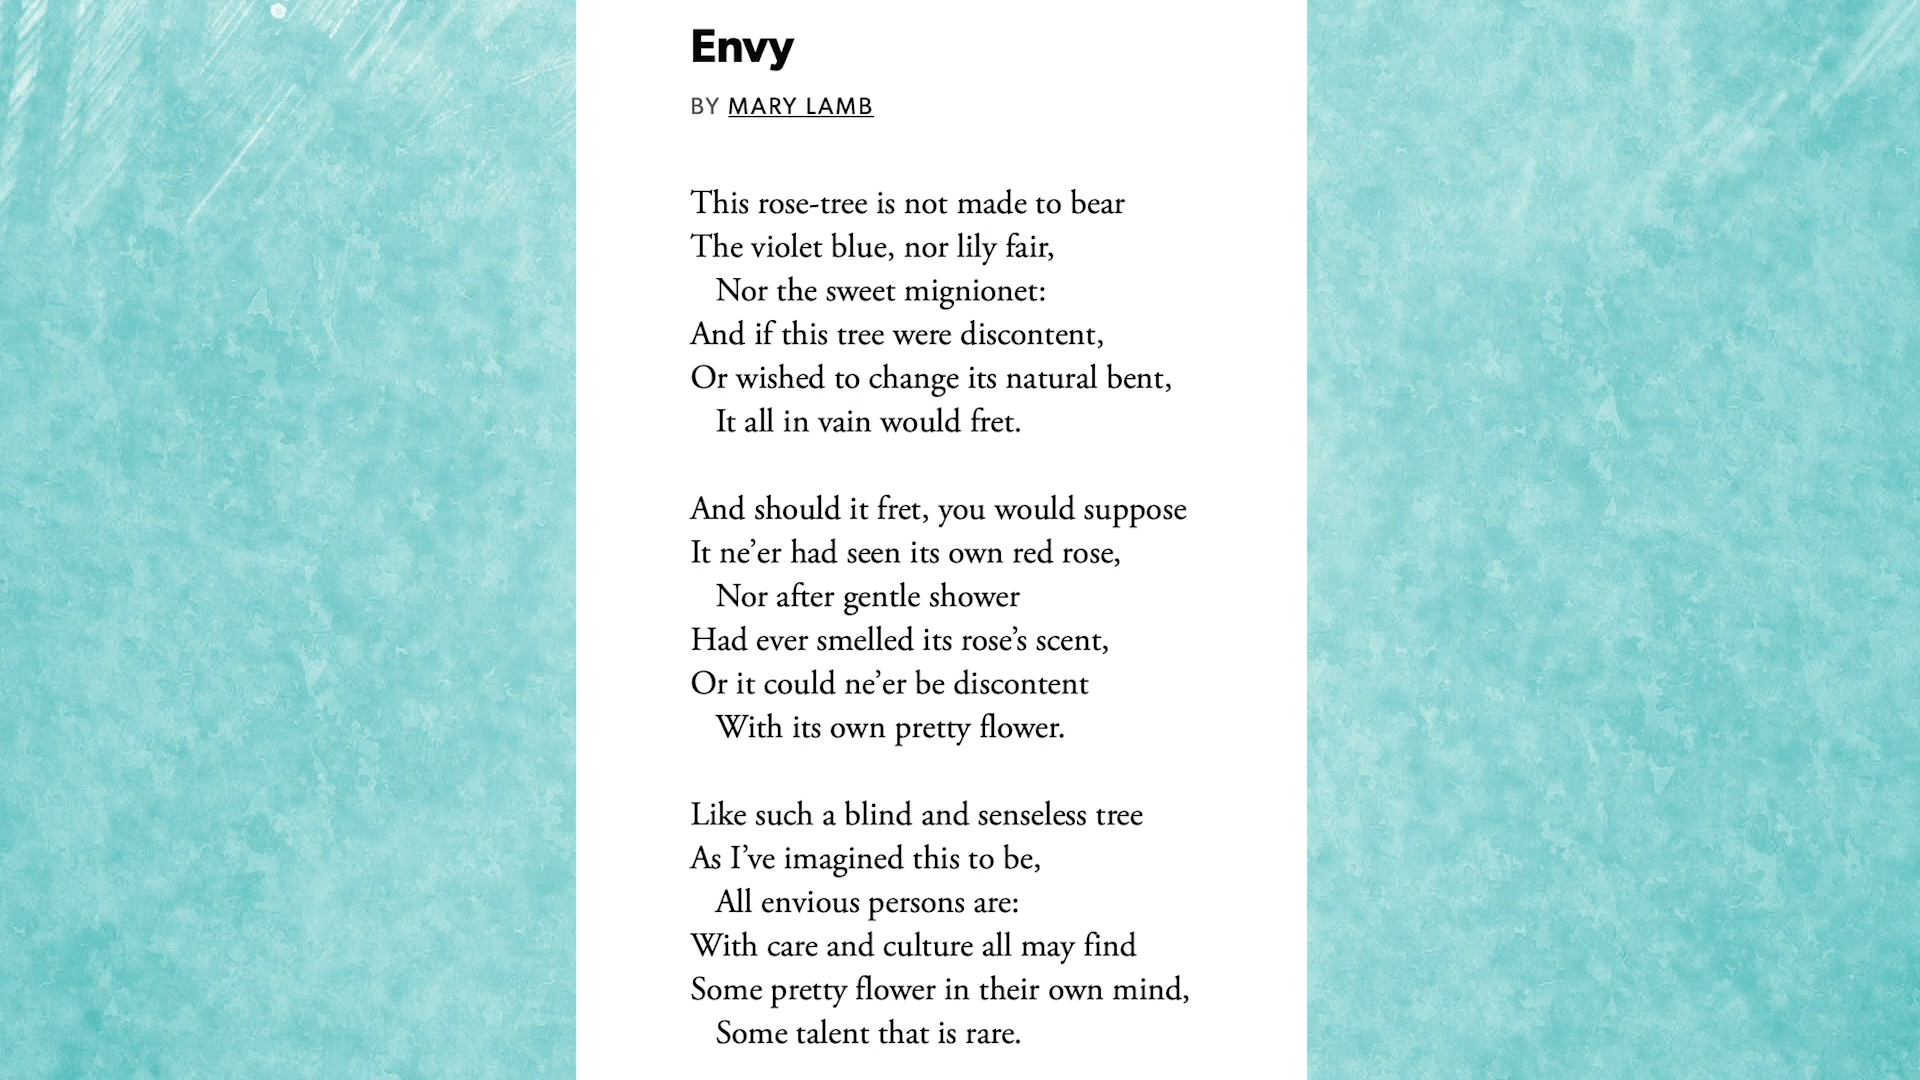 Envy
BY MARY LAMB
This rose-tree is not made to bear
The violet blue, nor lily fair,
Nor the sweet mignionet:
And if this tree were discontent,
Or wished to change its natural bent,
It all in vain would fret.
And should it fret, you would suppose
It ne’er had seen its own red rose,
Nor after gentle shower
Had ever smelled its rose’s scent,
Or it could ne’er be discontent
With its own pretty flower.
Like such a blind and senseless tree
As I’ve imagined this to be,
All envious persons are:
With care and culture all may find
Some pretty flower in their own mind,
Some talent that is rare.